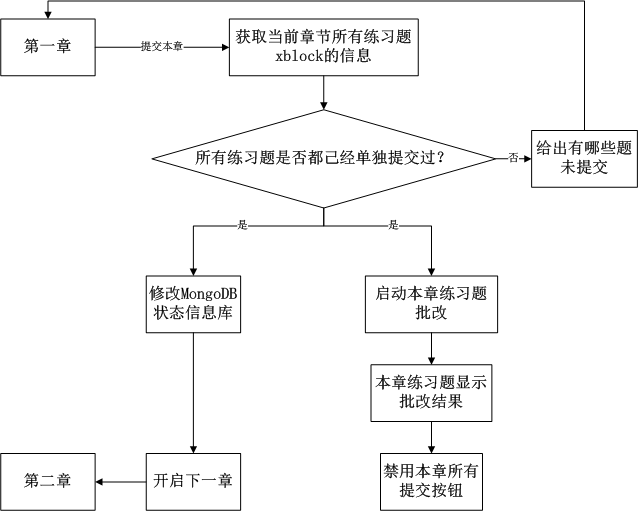 第一章
提交本章
获取当前章节所有练习题
xblock的信息
所有练习题是否都已经单独提交过？
否
给出有哪些题
未提交
是
是
修改MongoDB
状态信息库
启动本章练习题
批改
本章练习题显示
批改结果
第二章
开启下一章
禁用本章所有
提交按钮